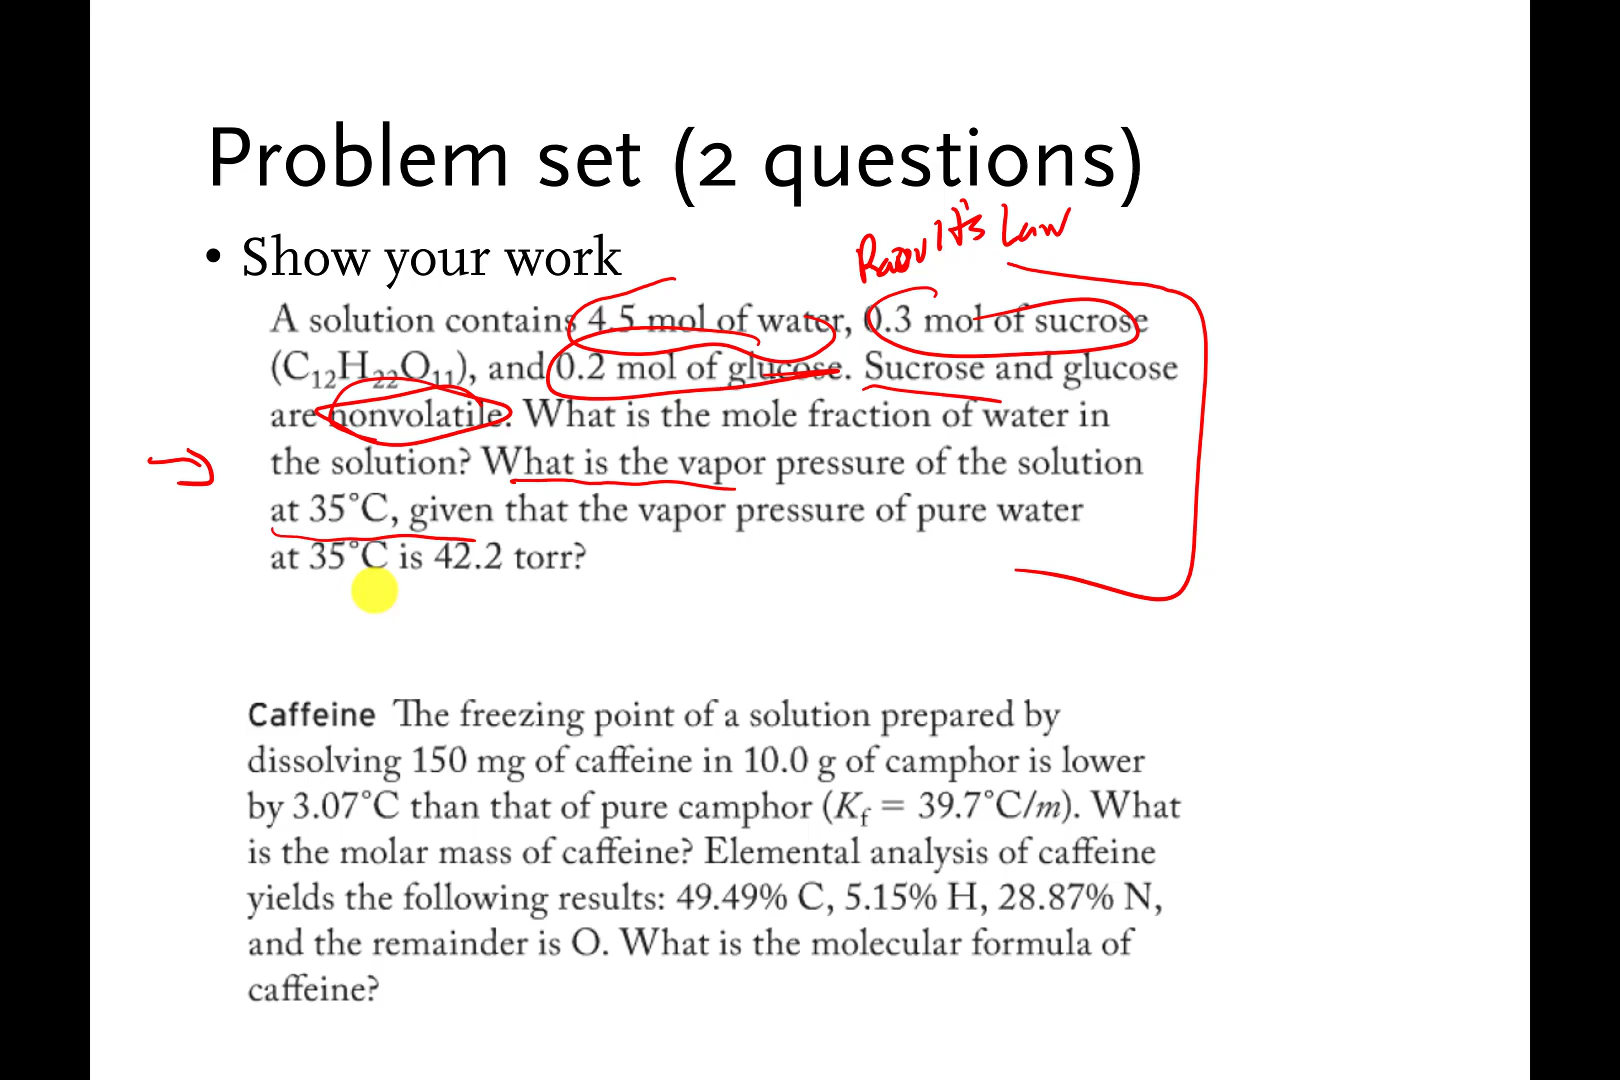 Problem set (2 questions)
• Show your work
Raoult's Law
A solution contains 4.5 mol of water, 0.3 mol of sucrose
(C₁₂H₂₂O₁₁), and 0.2 mol of glucose. Sucrose and glucose
are nonvolatile. What is the mole fraction of water in
the solution? What is the vapor pressure of the solution
at 35°C, given that the vapor pressure of pure water
at 35°C is 42.2 torr?
Caffeine The freezing point of a solution prepared by
dissolving 150 mg of caffeine in 10.0 g of camphor is lower
by 3.07°C than that of pure camphor (K_f = 39.7°C/m). What
is the molar mass of caffeine? Elemental analysis of caffeine
yields the following results: 49.49% C, 5.15% H, 28.87% N,
and the remainder is O. What is the molecular formula of
caffeine?